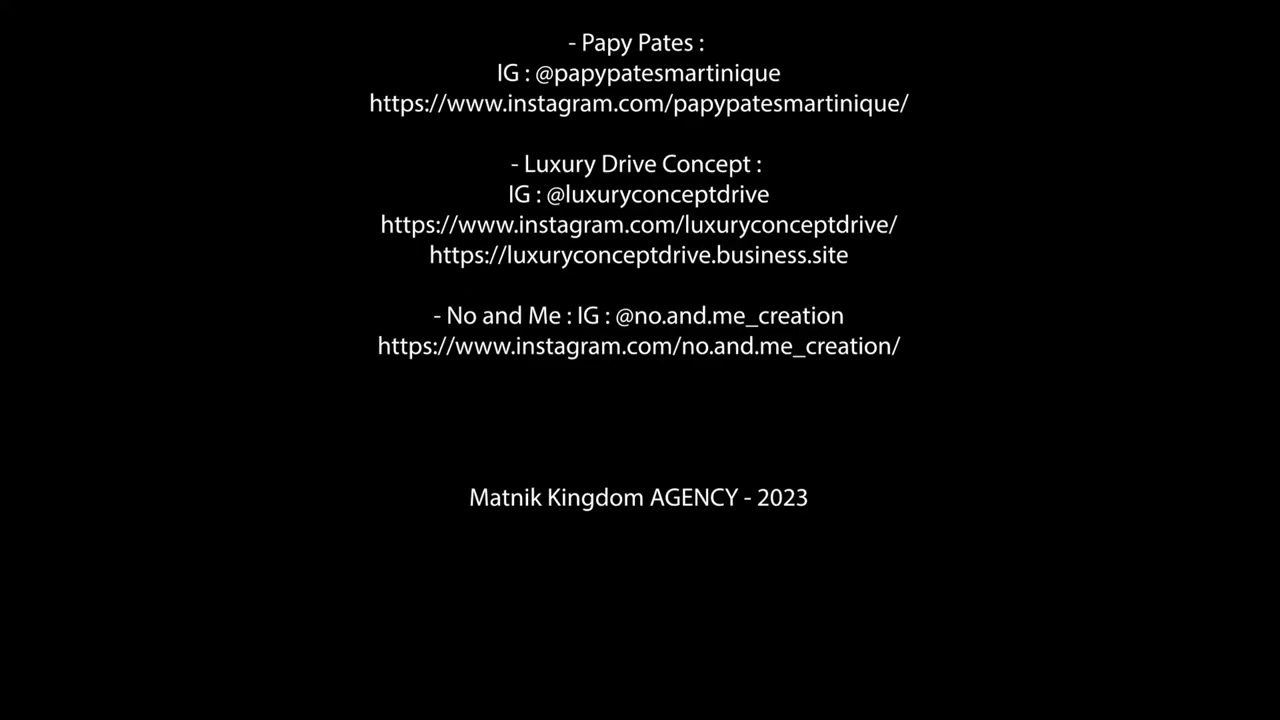 - Papy Pates :
IG : @papypatesmartinique
https://www.instagram.com/papypatesmartinique/
- Luxury Drive Concept :
IG : @luxuryconceptdrive
https://www.instagram.com/luxuryconceptdrive/
https://luxuryconceptdrive.business.site
- No and Me : IG : @no.and.me_creation
https://www.instagram.com/no.and.me_creation/
Matnik Kingdom AGENCY - 2023